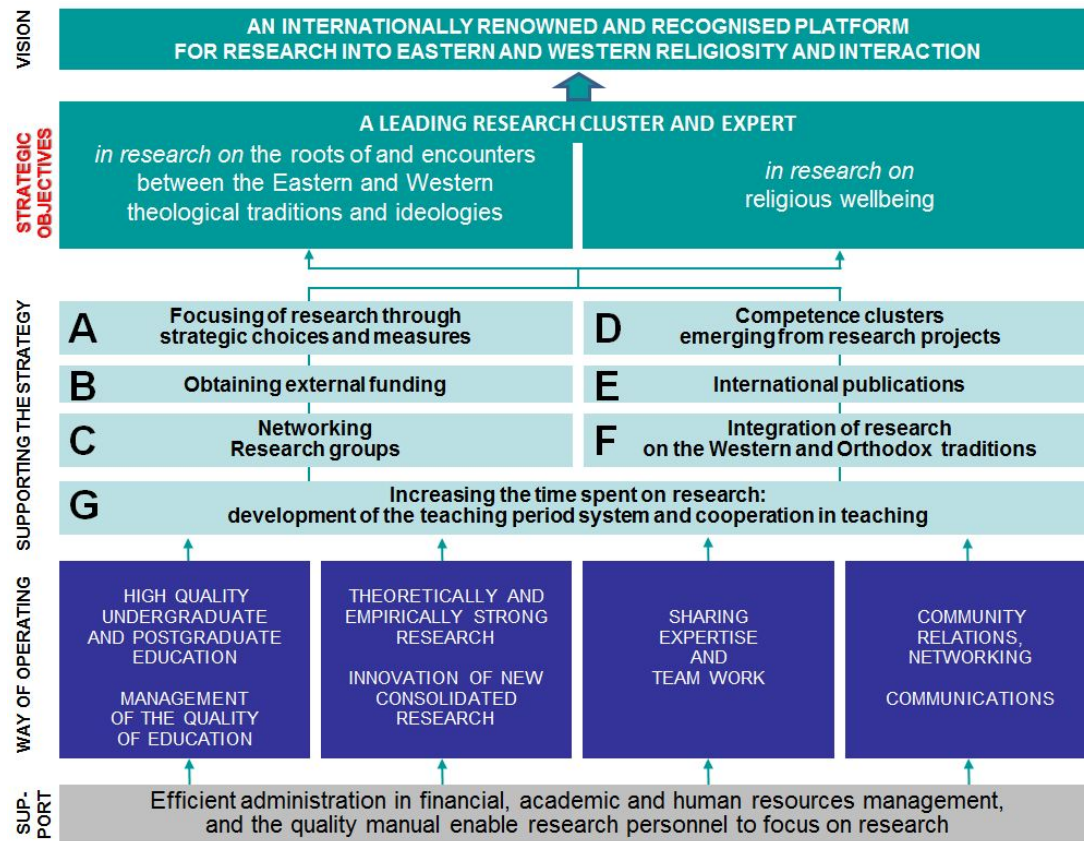 VISION
AN INTERNATIONALLY RENOWNED AND RECOGNISED PLATFORM
FOR RESEARCH INTO EASTERN AND WESTERN RELIGIOSITY AND INTERACTION
STRATEGIC
OBJECTIVES
A LEADING RESEARCH CLUSTER AND EXPERT
in research on the roots of and encounters
between the Eastern and Western
theological traditions and ideologies
in research on
religious wellbeing
SUPPORTING THE STRATEGY
A
Focusing of research through
strategic choices and measures
B
Obtaining external funding
C
Networking
Research groups
D
Competence clusters
emerging from research projects
E
International publications
F
Integration of research
on the Western and Orthodox traditions
G
Increasing the time spent on research:
development of the teaching period system and cooperation in teaching
WAY OF OPERATING
HIGH QUALITY
UNDERGRADUATE
AND POSTGRADUATE
EDUCATION
MANAGEMENT
OF THE QUALITY
OF EDUCATION
THEORETICALLY AND
EMPIRICALLY STRONG
RESEARCH
INNOVATION OF NEW
CONSOLIDATED
RESEARCH
SHARING
EXPERTISE
AND
TEAM WORK
COMMUNITY
RELATIONS,
NETWORKING
COMMUNICATIONS
SUP-
PORT
Efficient administration in financial, academic and human resources management,
and the quality manual enable research personnel to focus on research